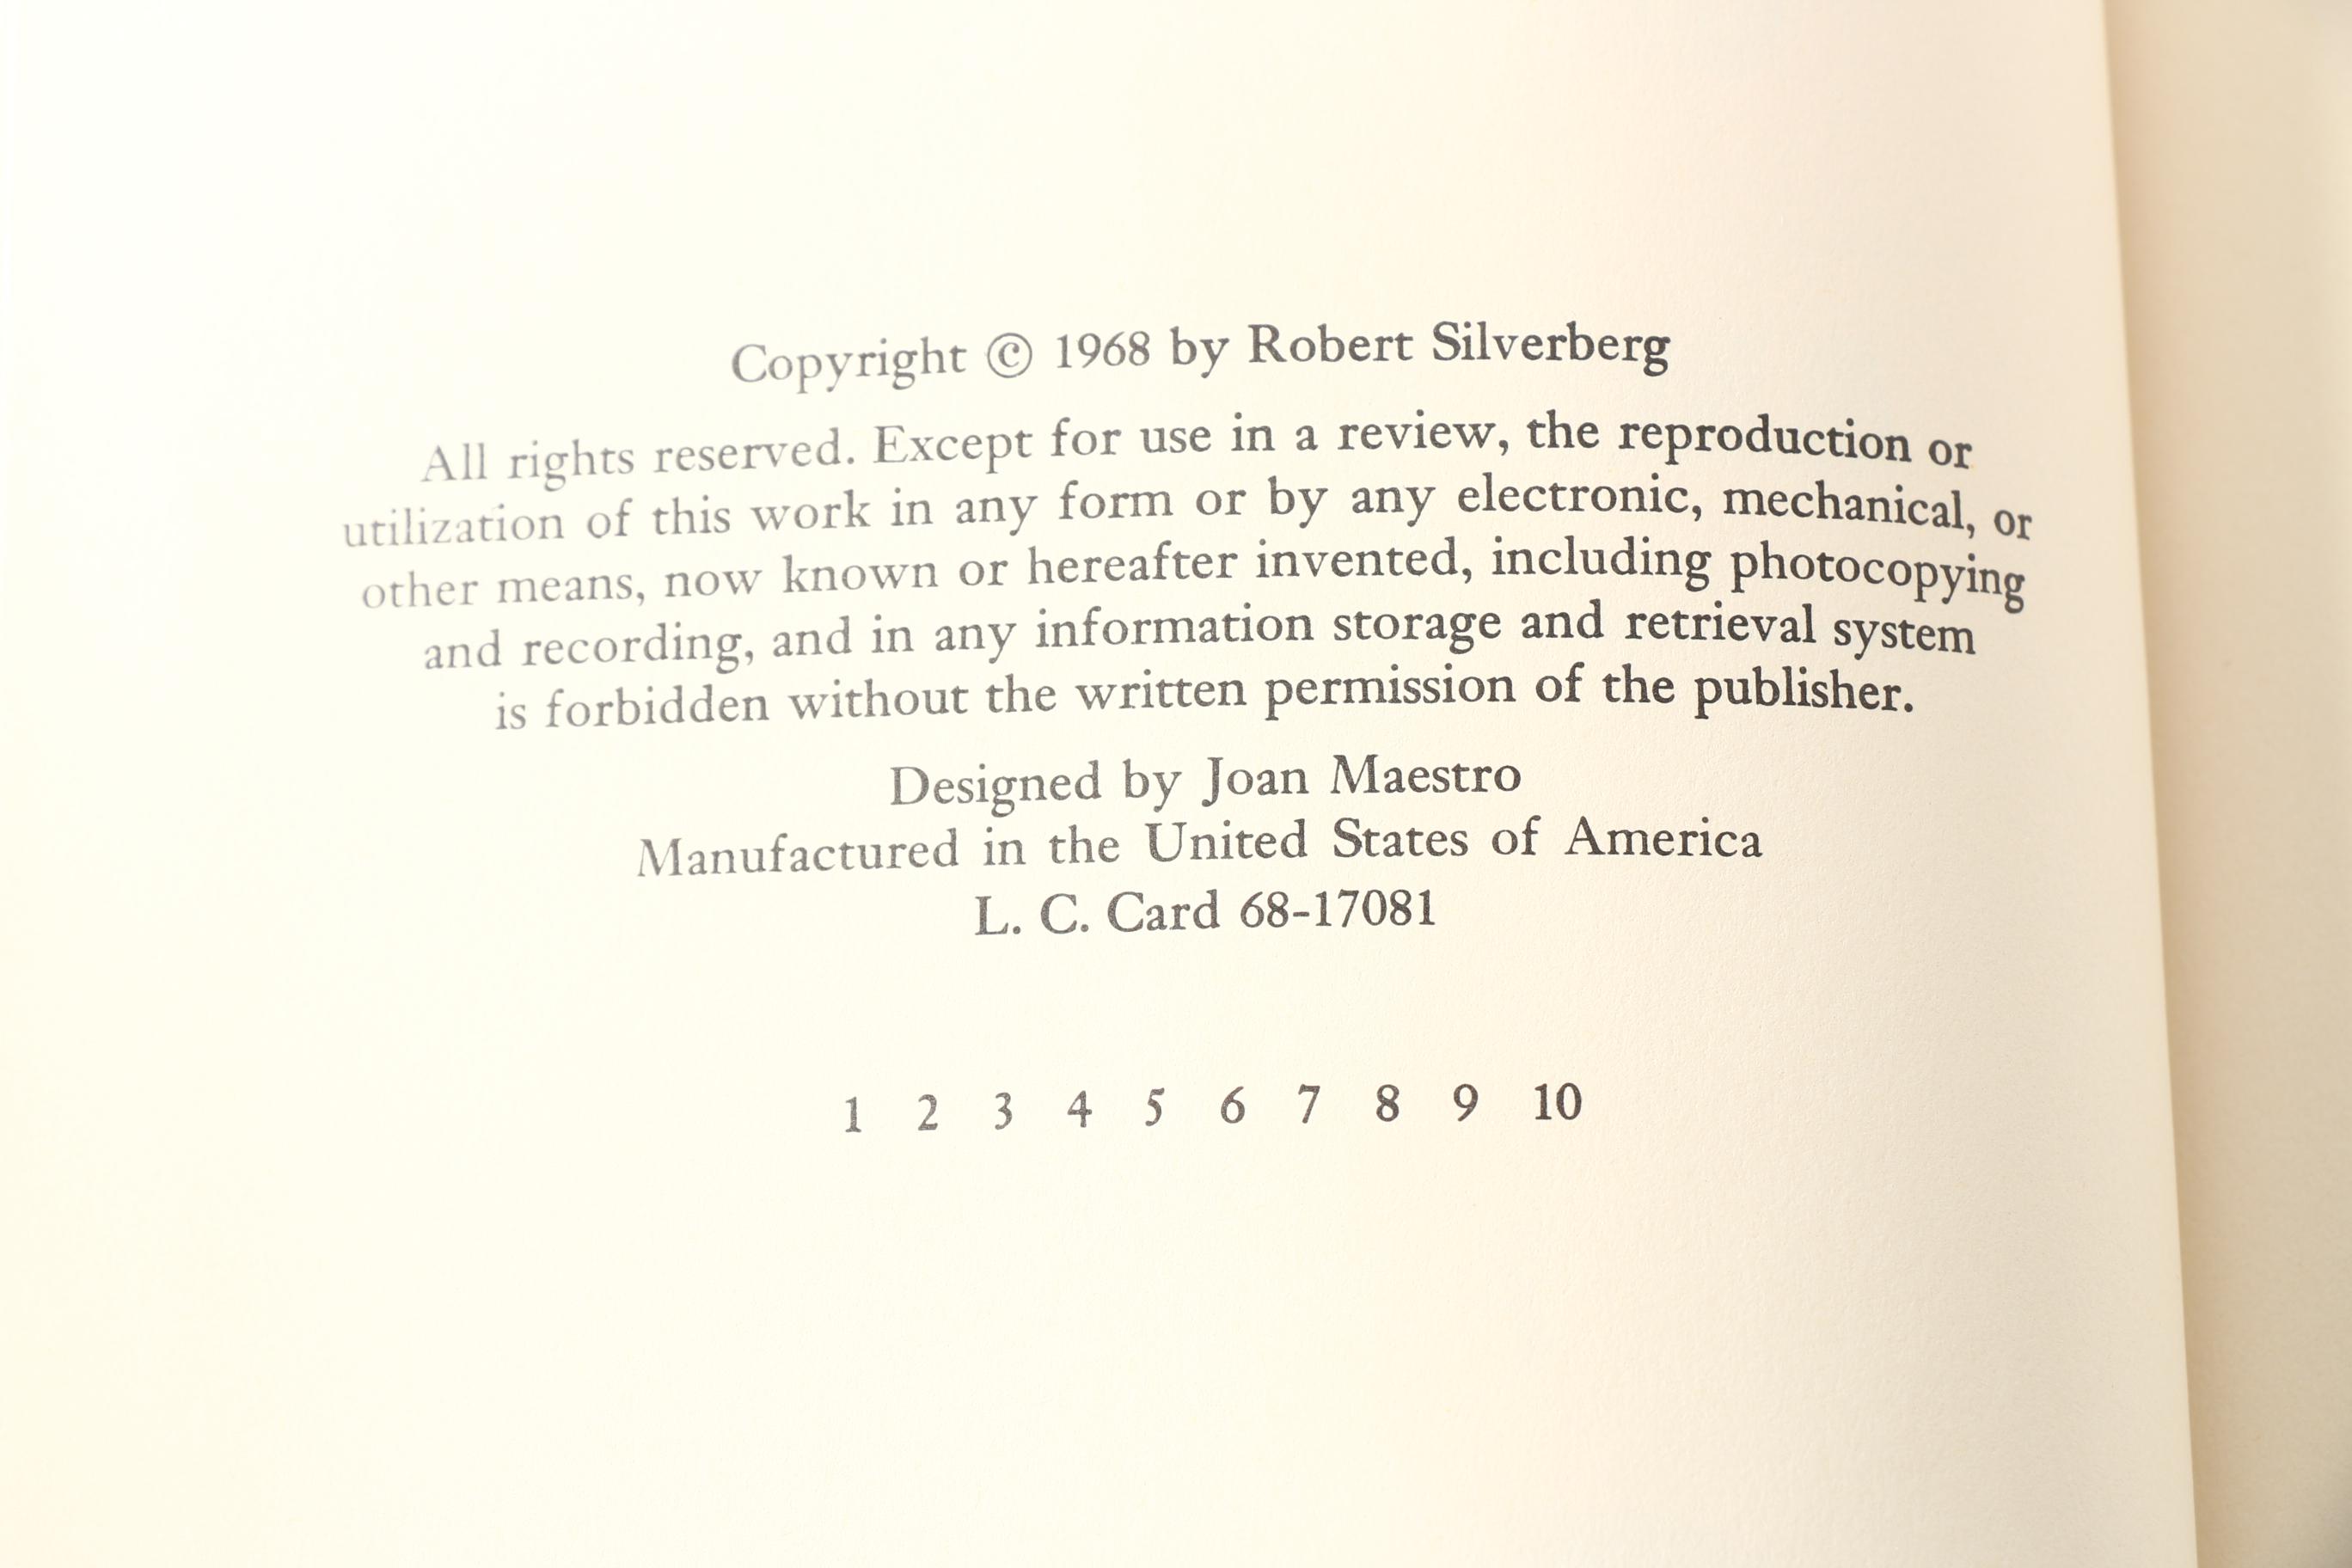 Copyright © 1968 by Robert Silverberg
All rights reserved. Except for use in a review, the reproduction or
utilization of this work in any form or by any electronic, mechanical, or
other means, now known or hereafter invented, including photocopying
and recording, and in any information storage and retrieval system
is forbidden without the written permission of the publisher.
Designed by Joan Maestro
Manufactured in the United States of America
L. C. Card 68-17081
1 2 3 4 5 6 7 8 9 10